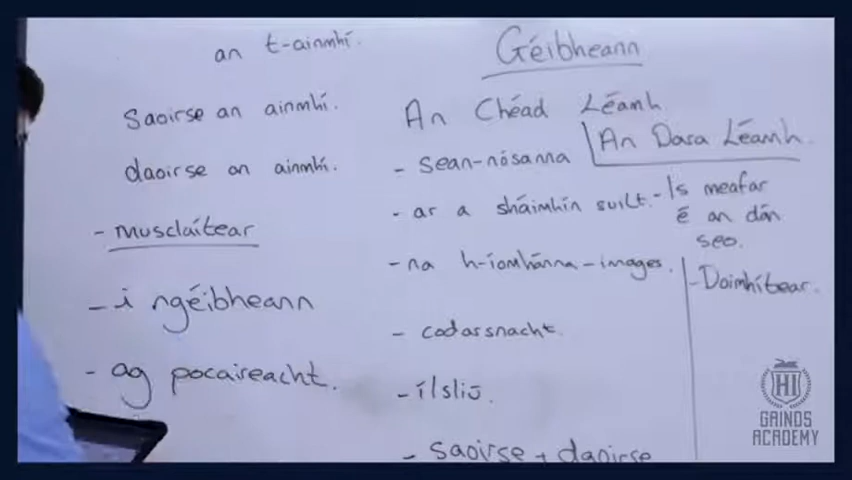 an t-ainmhí.
Saoirse an ainmhí.
daoirse an ainmhí.
- musclaítear
- i ngéibheann
- ag pocaireacht.
Géibheann
An Chéad Léamh
- sean-nósanna
- ar a sháimhín suilt.
- na h-íomhánna - images.
- codarsnacht.
- ílsliú.
- saoirse + daoirse
An Dara Léamh.
- Is meafar
é an dán
seo.
- Doimhítear.
HI
GAINDS
ACADEMY